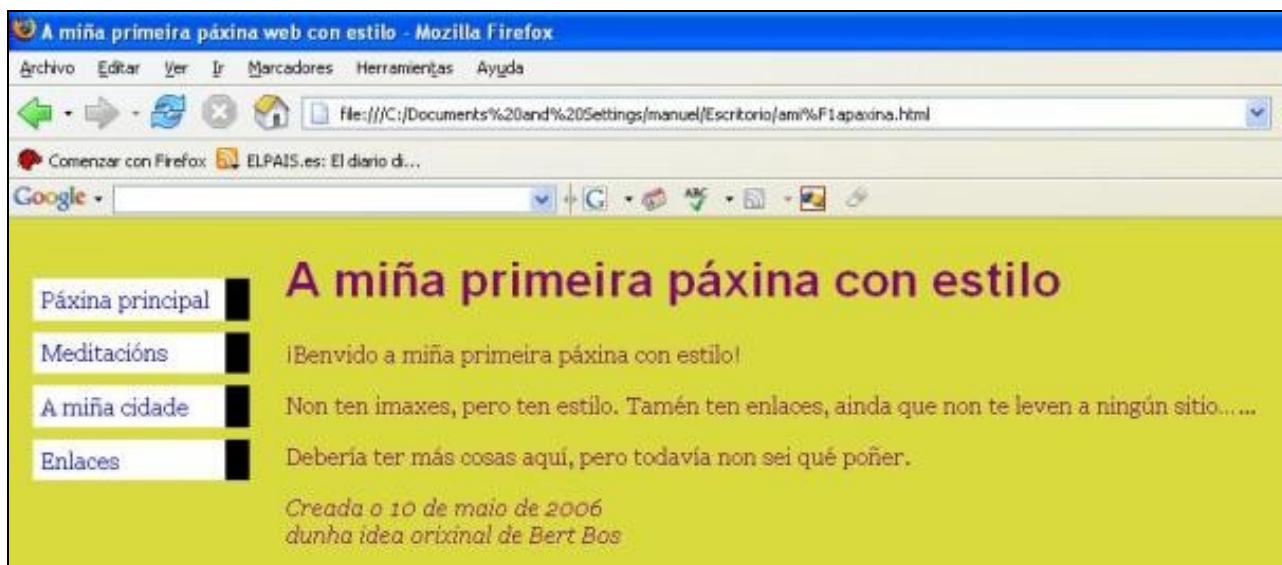 A miña primeira páxina web con estilo - Mozilla Firefox
Archivo Editar Ver Ir Marcadores Herramientas Ayuda
file:///C:/Documents%20and%20Settings/manuel/Escritorio/ami%F1apaxina.html
Comenzar con Firefox ELPAIS.es: El diario di...
Google G ABC
Páxina principal
Meditacións
A miña cidade
Enlaces
A miña primeira páxina con estilo
¡Benvido a miña primeira páxina con estilo!
Non ten imaxes, pero ten estilo. Tamén ten enlaces, ainda que non te leven a ningún sitio......
Debería ter más cosas aquí, pero todavía non sei qué poñer.
Creada o 10 de maio de 2006
dunha idea orixinal de Bert Bos